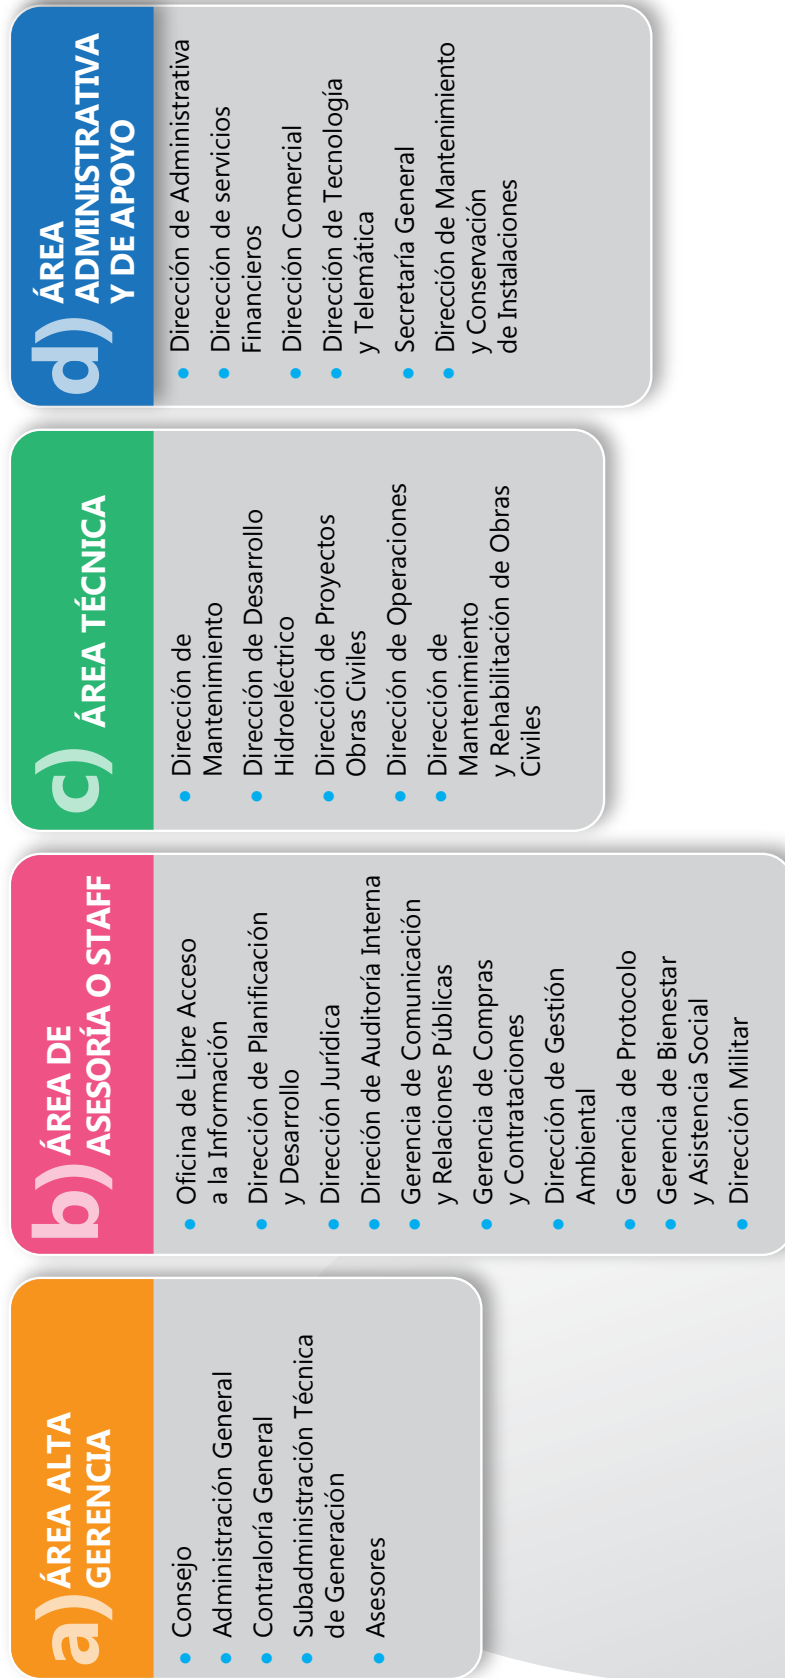 a) ÁREA ALTA
GERENCIA
• Consejo
• Administración General
• Contraloría General
• Subadministración Técnica
de Generación
• Asesores
b) ÁREA DE
ASESORÍA O STAFF
• Oficina de Libre Acceso
a la Información
• Dirección de Planificación
y Desarrollo
• Dirección Jurídica
• Direción de Auditoría Interna
• Gerencia de Comunicación
y Relaciones Públicas
• Gerencia de Compras
y Contrataciones
• Dirección de Gestión
Ambiental
• Gerencia de Protocolo
• Gerencia de Bienestar
y Asistencia Social
• Dirección Militar
c) ÁREA TÉCNICA
• Dirección de
Mantenimiento
• Dirección de Desarrollo
Hidroeléctrico
• Dirección de Proyectos
Obras Civiles
• Dirección de Operaciones
• Dirección de
Mantenimiento
y Rehabilitación de Obras
Civiles
d) ÁREA
ADMINISTRATIVA
Y DE APOYO
• Dirección de Administrativa
• Dirección de servicios
Financieros
• Dirección Comercial
• Dirección de Tecnología
y Telemática
• Secretaría General
• Dirección de Mantenimiento
y Conservación
de Instalaciones